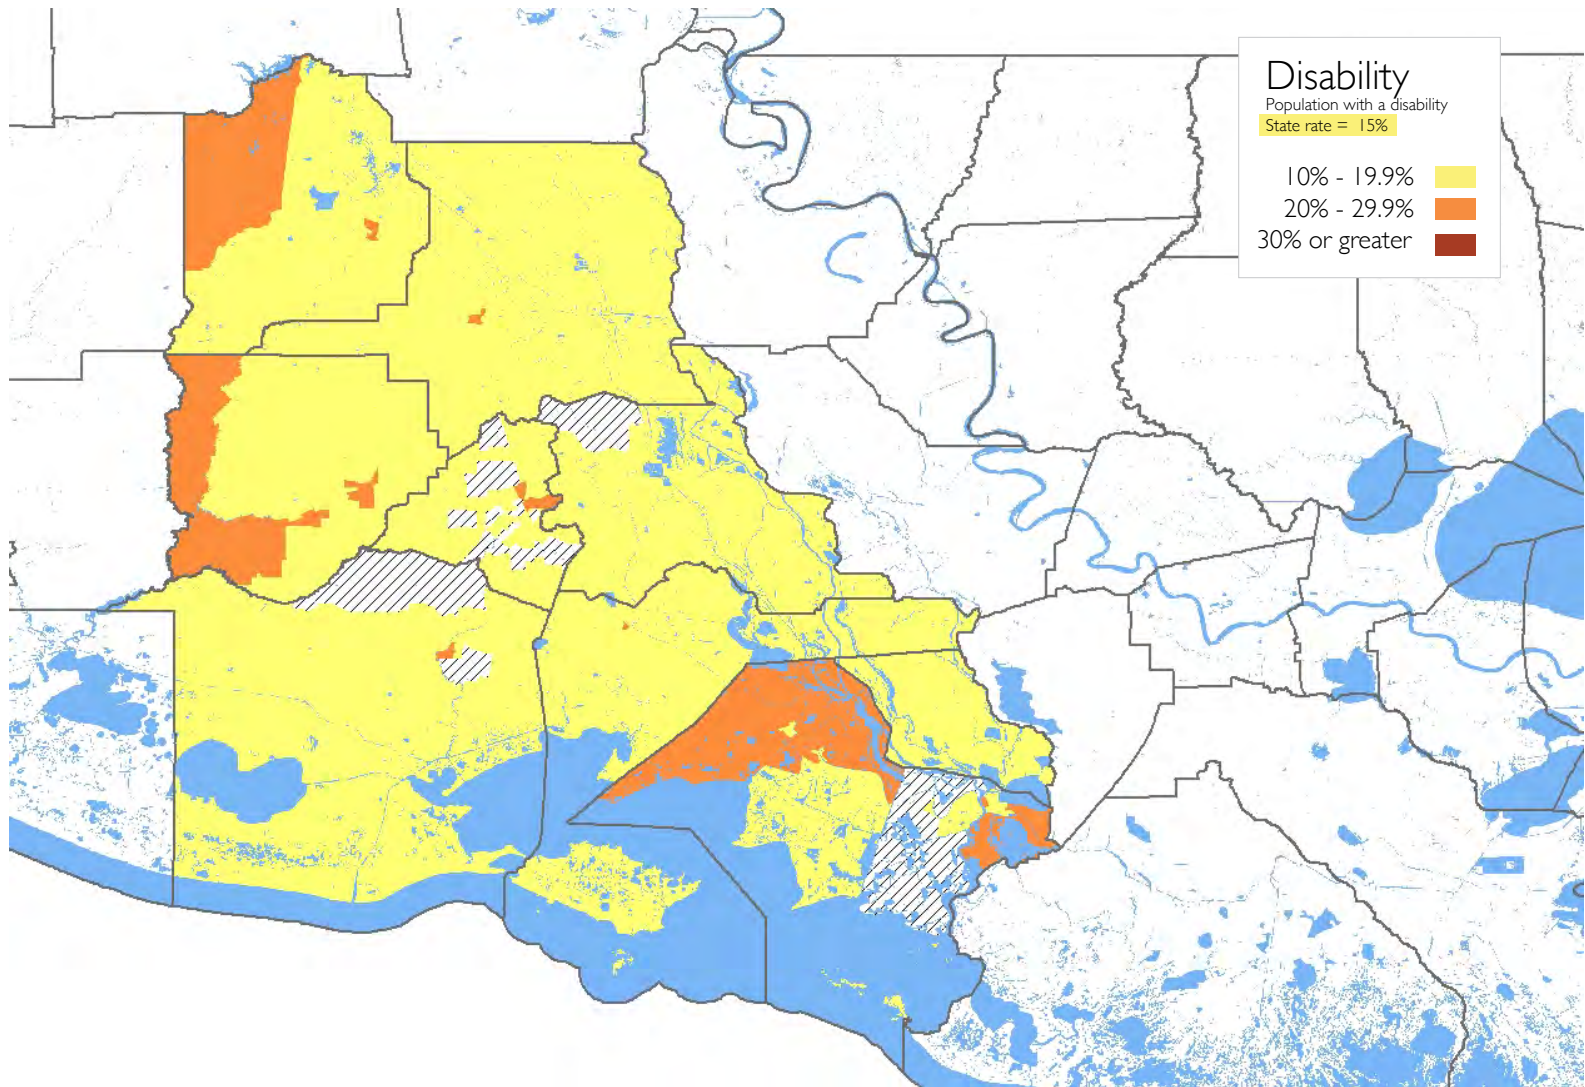 Disability
Population with a disability
State rate = 15%
10% - 19.9%
20% - 29.9%
30% or greater